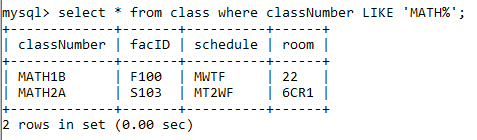 mysql> select * from class where classNumber LIKE 'MATH%';
+-------------+-------+----------+------+
| classNumber | facID | schedule | room |
+-------------+-------+----------+------+
| MATH1B      | F100  | MWTF     | 22   |
| MATH2A      | S103  | MT2WF    | 6CR1 |
+-------------+-------+----------+------+
2 rows in set (0.00 sec)